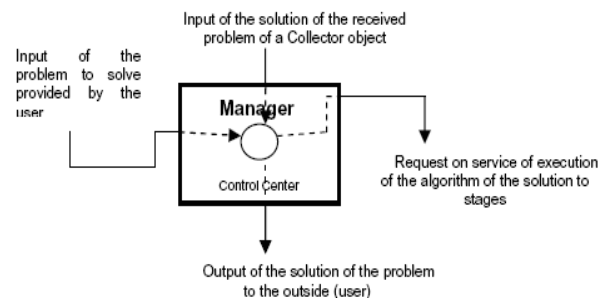 Input of the solution of the received
problem of a Collector object
Input of the
problem to solve
provided by the
user
Manager
Control Center
Request on service of execution
of the algorithm of the solution to
stages
Output of the solution of the problem
to the outside (user)